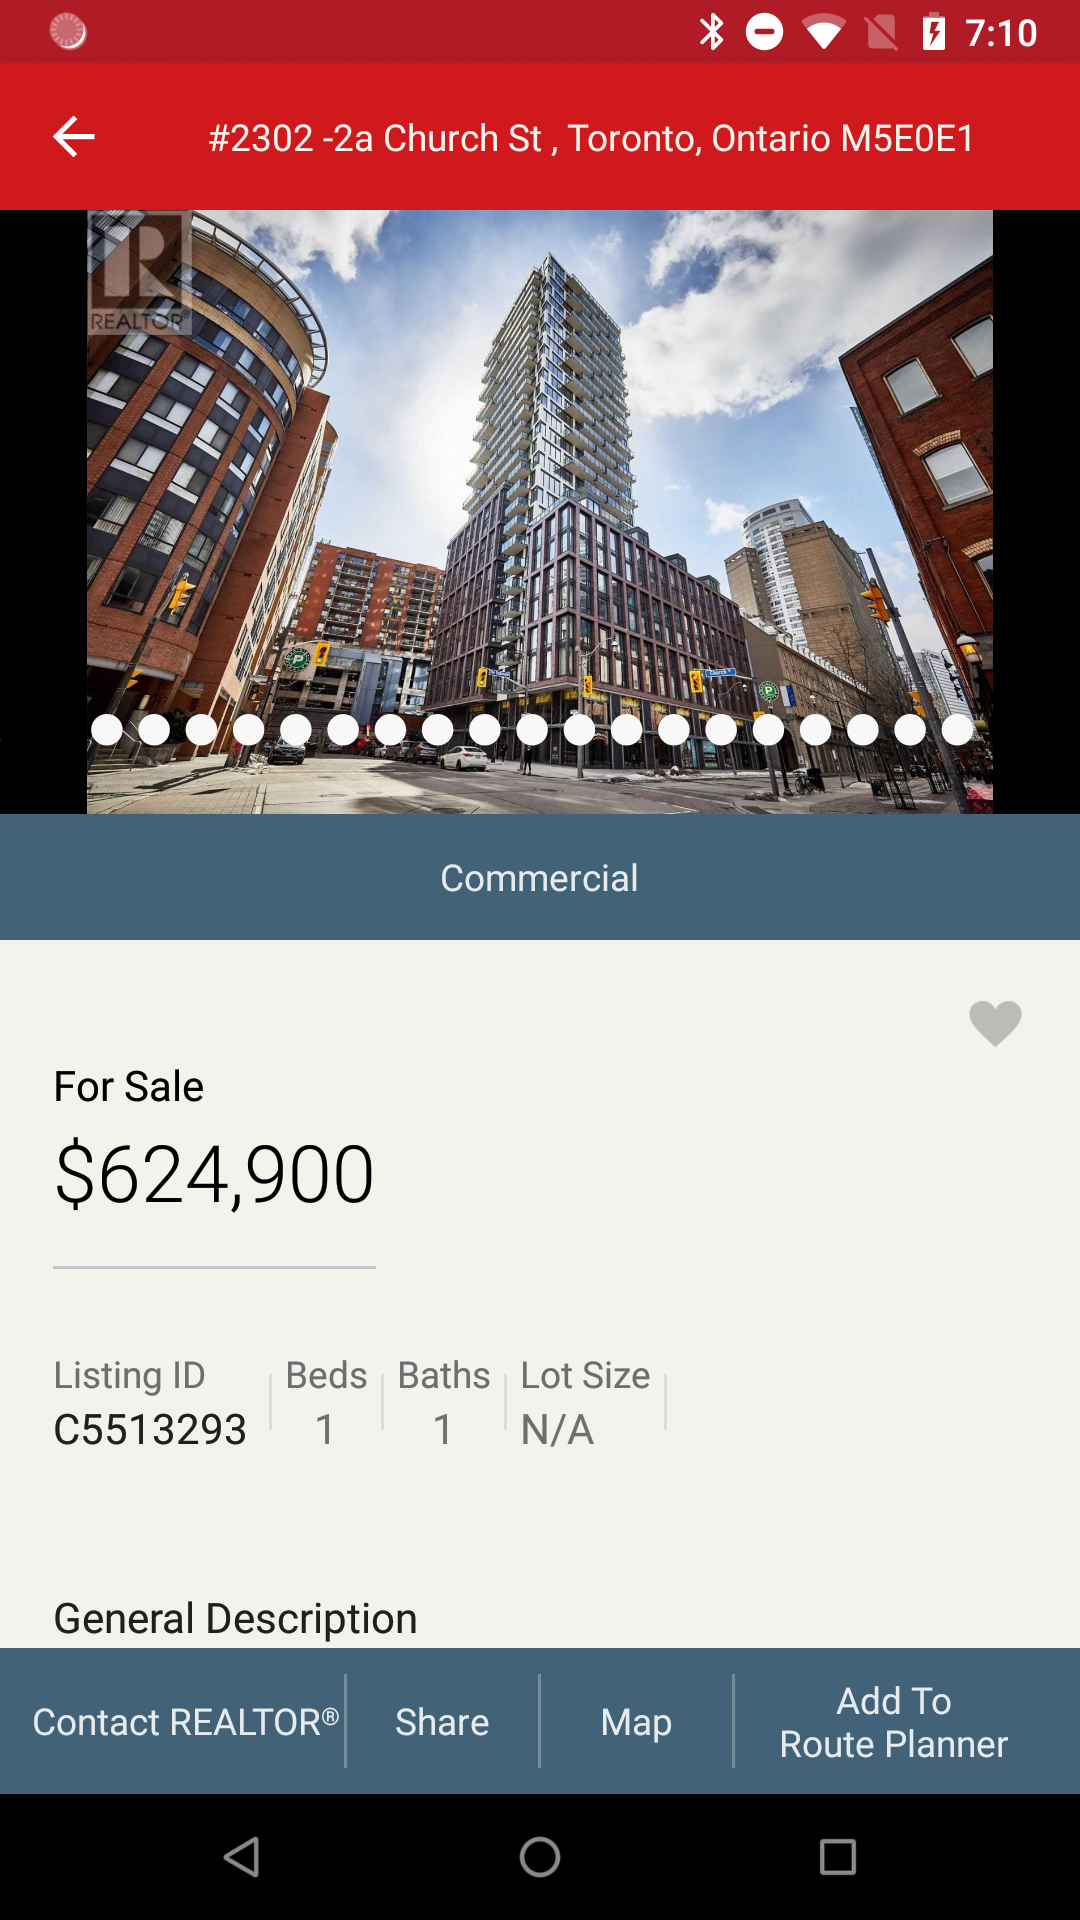 7:10
#2302 -2a Church St , Toronto, Ontario M5E0E1
REALTOR®
Commercial
For Sale
$624,900
Listing ID Beds Baths Lot Size
C5513293 1 1 N/A
General Description
Contact REALTOR® Share Map Add To
Route Planner